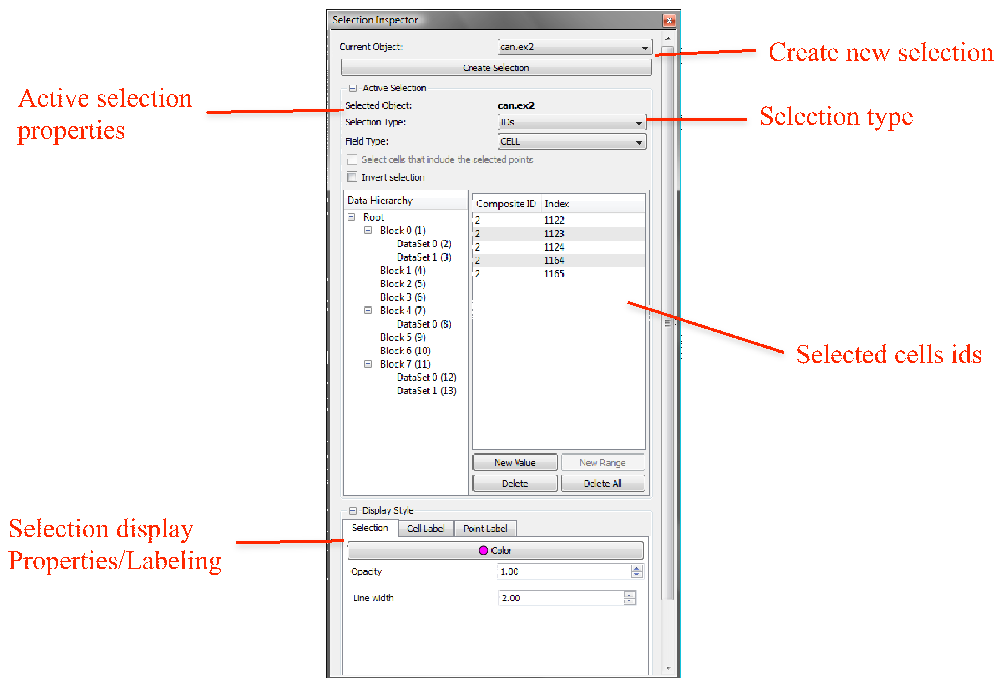 Selection Inspector
Current Object: can.ex2
Create new selection
Create Selection
Active Selection
Active selection
properties
Selected Object: can.ex2
Selection Type: IDs
Selection type
Field Type: CELL
Select cells that include the selected points
Invert selection
Data Hierarchy
Root
Block 0 (1)
DataSet 0 (2)
DataSet 1 (3)
Block 1 (4)
Block 2 (5)
Block 3 (6)
Block 4 (7)
DataSet 0 (8)
Block 5 (9)
Block 6 (10)
Block 7 (11)
DataSet 0 (12)
DataSet 1 (13)
Composite ID Index
2 1122
2 1123
2 1124
2 1164
2 1165
Selected cells ids
New Value New Range
Delete Delete All
Display Style
Selection Cell Label Point Label
Selection display
Properties/Labeling
Color
Opacity 1.00
Line width 2.00